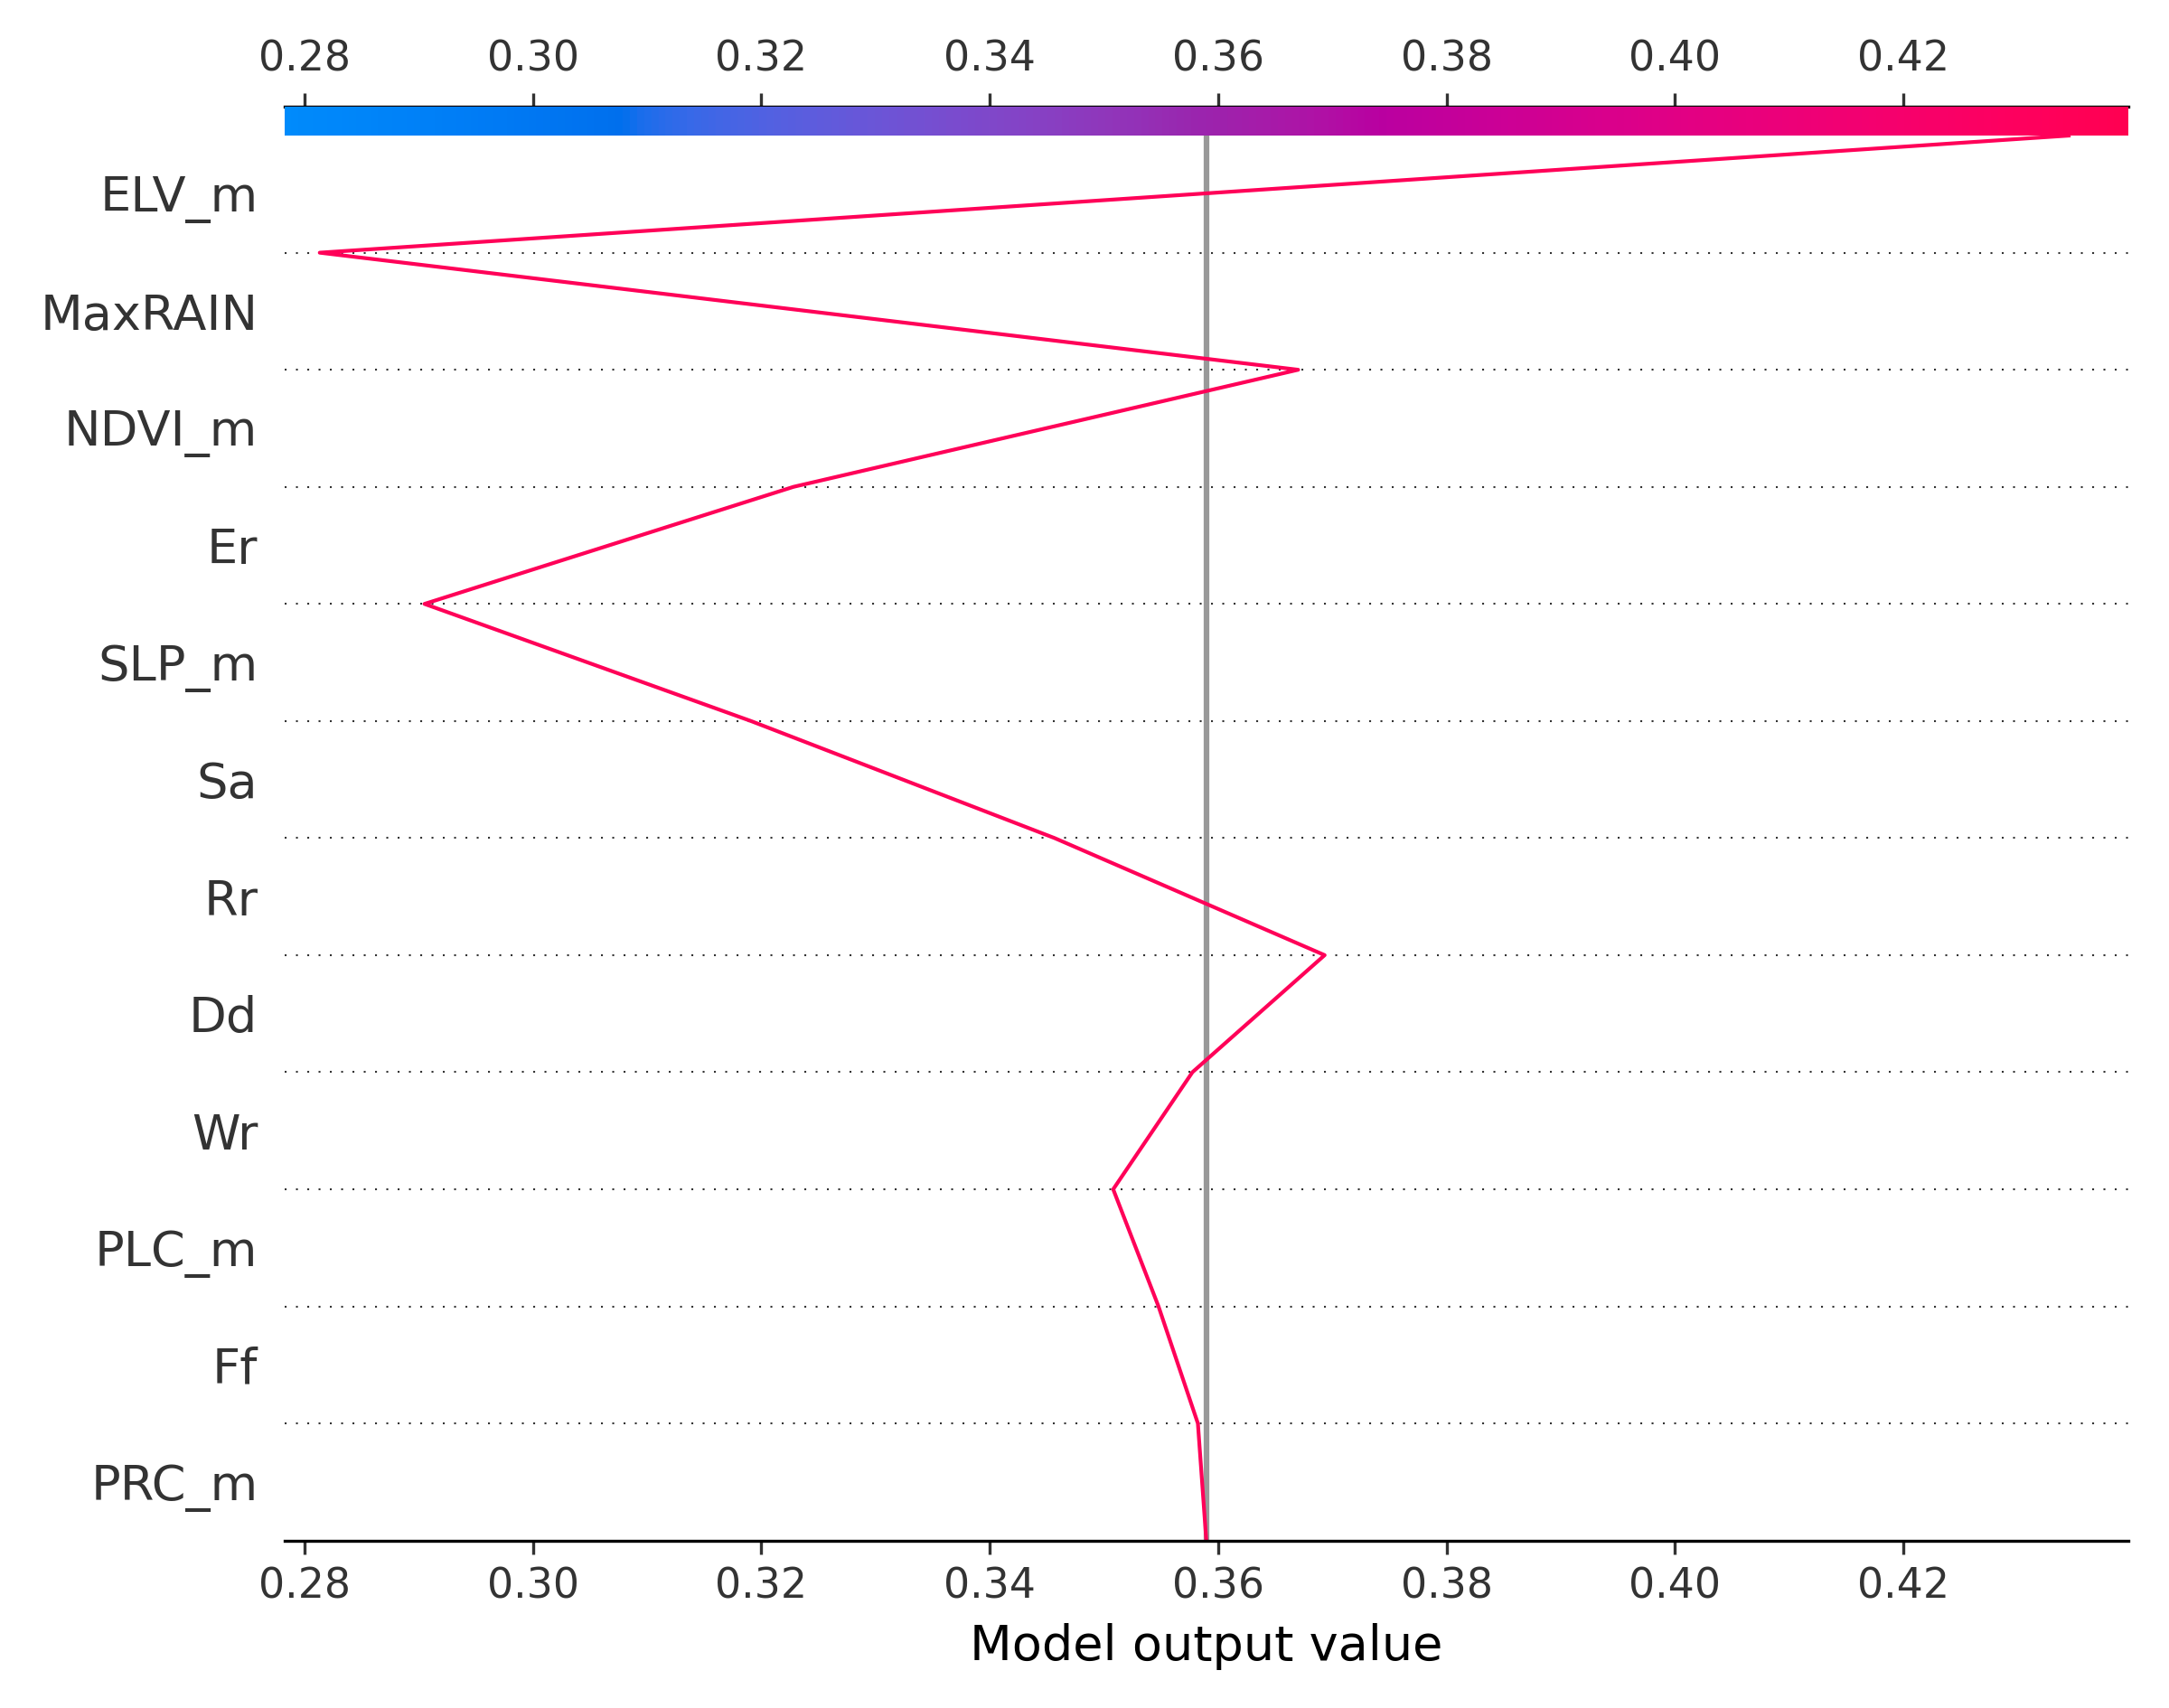 0.28 0.30 0.32 0.34 0.36 0.38 0.40 0.42
ELV_m
MaxRAIN
NDVI_m
Er
SLP_m
Sa
Rr
Dd
Wr
PLC_m
Ff
PRC_m
0.28 0.30 0.32 0.34 0.36 0.38 0.40 0.42
Model output value